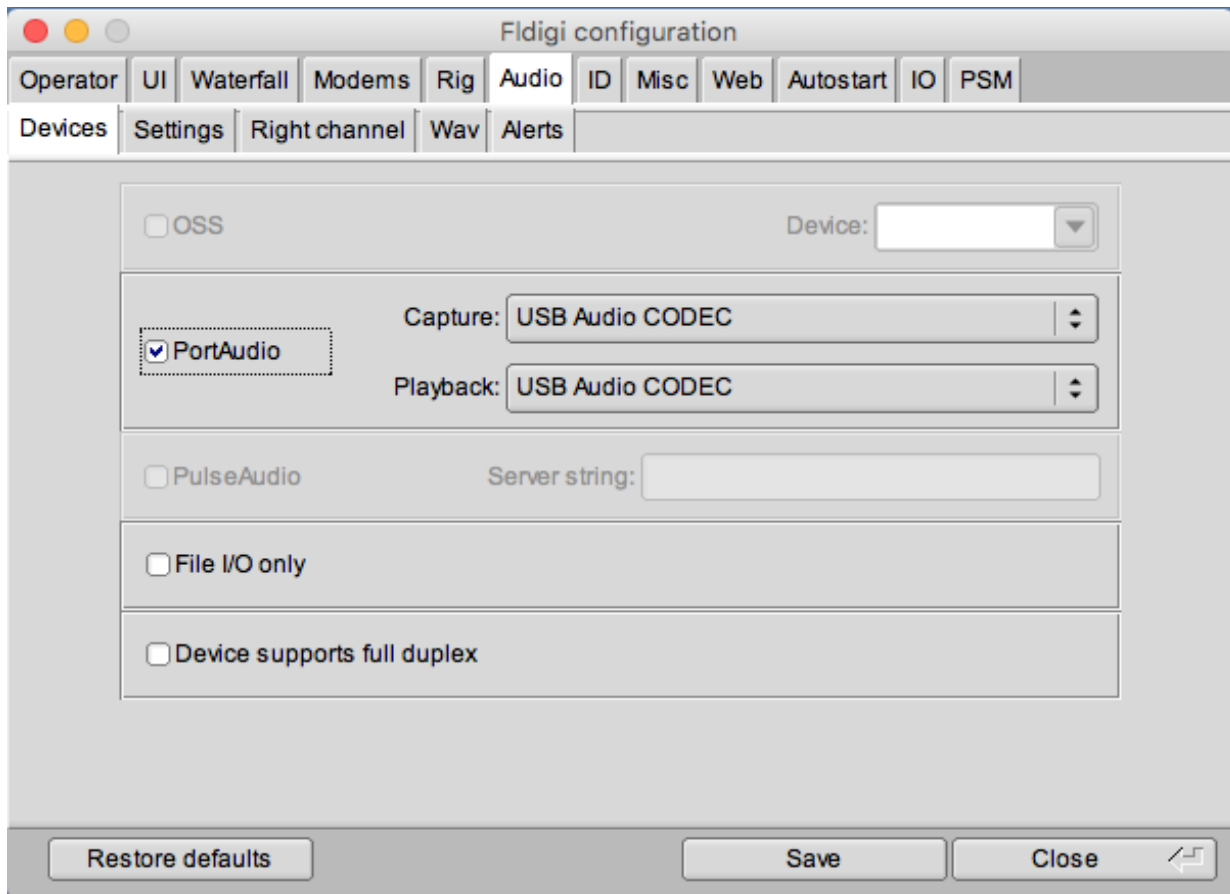 Fldigi configuration
Operator UI Waterfall Modems Rig Audio ID Misc Web Autostart IO PSM
Devices Settings Right channel Wav Alerts
OSS Device:
Capture: USB Audio CODEC
PortAudio
Playback: USB Audio CODEC
PulseAudio Server string:
File I/O only
Device supports full duplex
Restore defaults Save Close